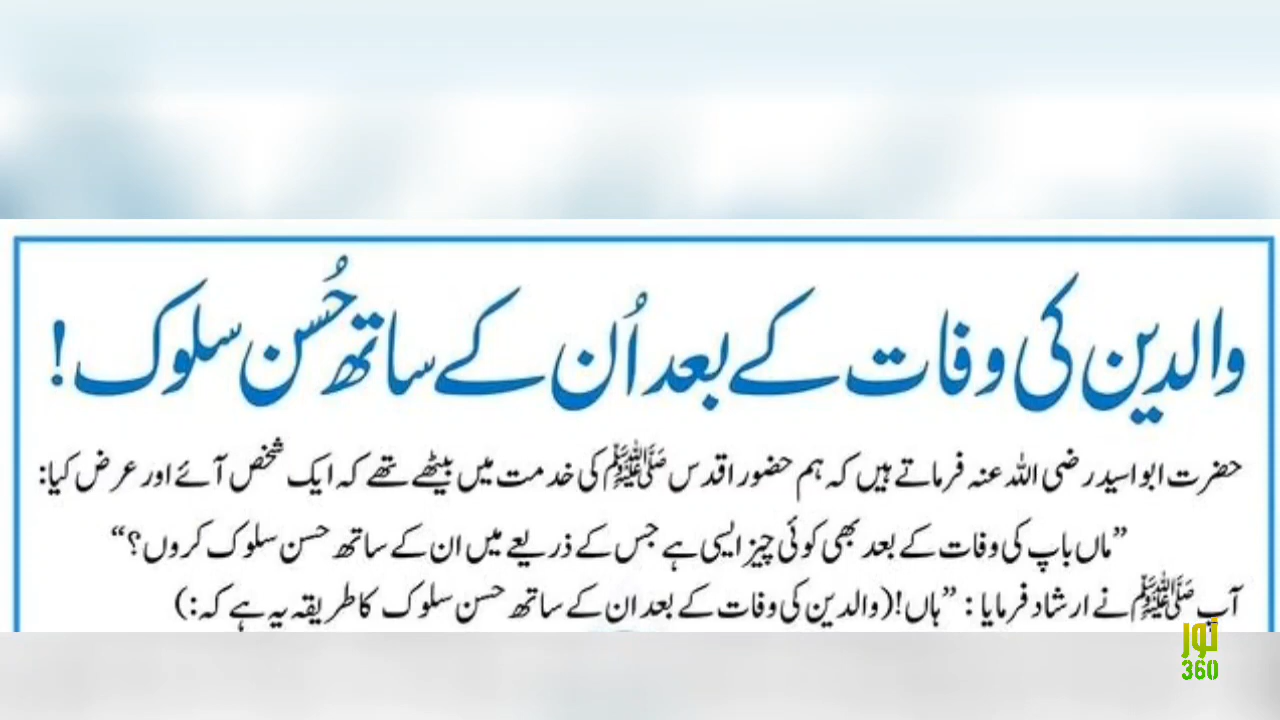 والدین کی وفات کے بعد اُن کے ساتھ حُسن سلوک!
حضرت ابو اسید رضی اللہ عنہ فرماتے ہیں کہ ہم حضور اقدس ﷺ کی خدمت میں بیٹھے تھے کہ ایک شخص آئے اور عرض کیا:
”ماں باپ کی وفات کے بعد بھی کوئی چیز ایسی ہے جس کے ذریعے میں ان کے ساتھ حسن سلوک کروں؟“
آپ ﷺ نے ارشاد فرمایا: ”ہاں! (والدین کی وفات کے بعد ان کے ساتھ حسن سلوک کا طریقہ یہ ہے کہ:)
نور
360